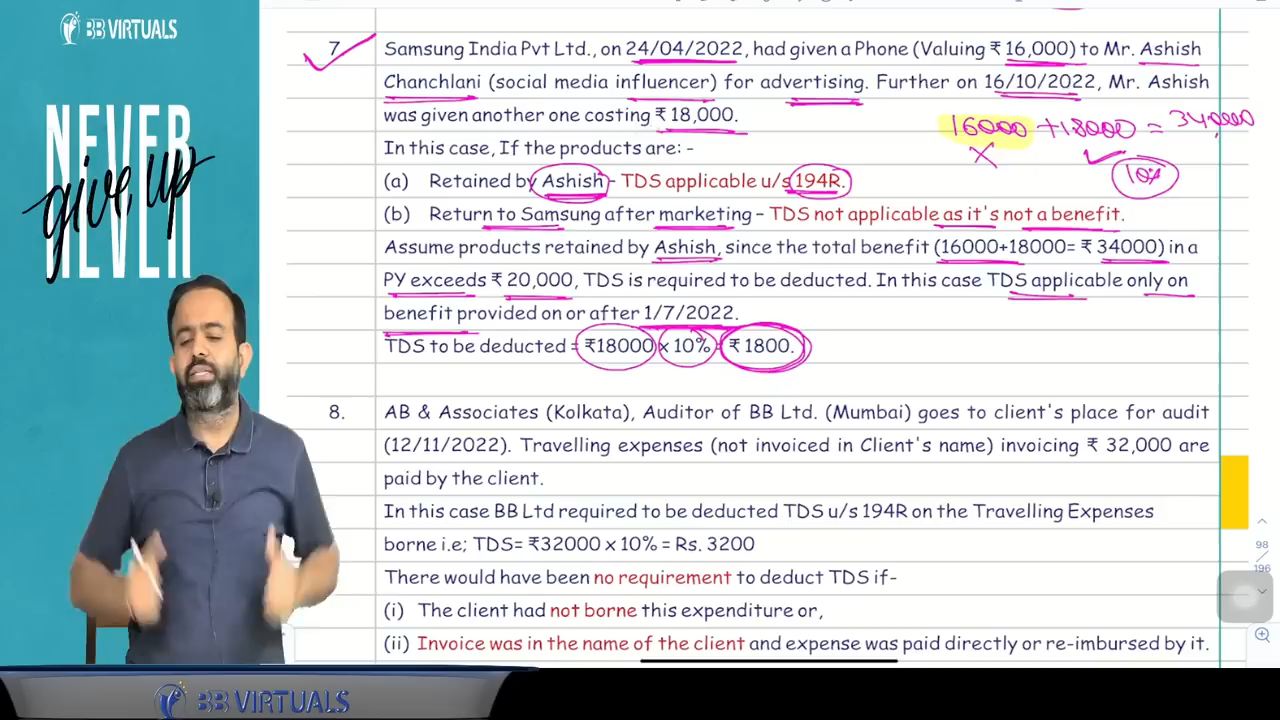 BB VIRTUALS
NEVER
give up
NEVER
7 Samsung India Pvt Ltd., on 24/04/2022, had given a Phone (Valuing ₹ 16,000) to Mr. Ashish
Chanchlani (social media influencer) for advertising. Further on 16/10/2022, Mr. Ashish
was given another one costing ₹ 18,000.
16000 + 18000 = 34,000
In this case, If the products are: -
(a) Retained by Ashish - TDS applicable u/s 194R.
10%
(b) Return to Samsung after marketing – TDS not applicable as it's not a benefit.
Assume products retained by Ashish, since the total benefit (16000+18000= ₹ 34000) in a
PY exceeds ₹ 20,000, TDS is required to be deducted. In this case TDS applicable only on
benefit provided on or after 1/7/2022.
TDS to be deducted = ₹18000 x 10% = ₹ 1800.
8. AB & Associates (Kolkata), Auditor of BB Ltd. (Mumbai) goes to client's place for audit
(12/11/2022). Travelling expenses (not invoiced in Client's name) invoicing ₹ 32,000 are
paid by the client.
In this case BB Ltd required to be deducted TDS u/s 194R on the Travelling Expenses
borne i.e; TDS= ₹32000 x 10% = Rs. 3200
There would have been no requirement to deduct TDS if-
(i) The client had not borne this expenditure or,
(ii) Invoice was in the name of the client and expense was paid directly or re-imbursed by it.
98
196
BB VIRTUALS